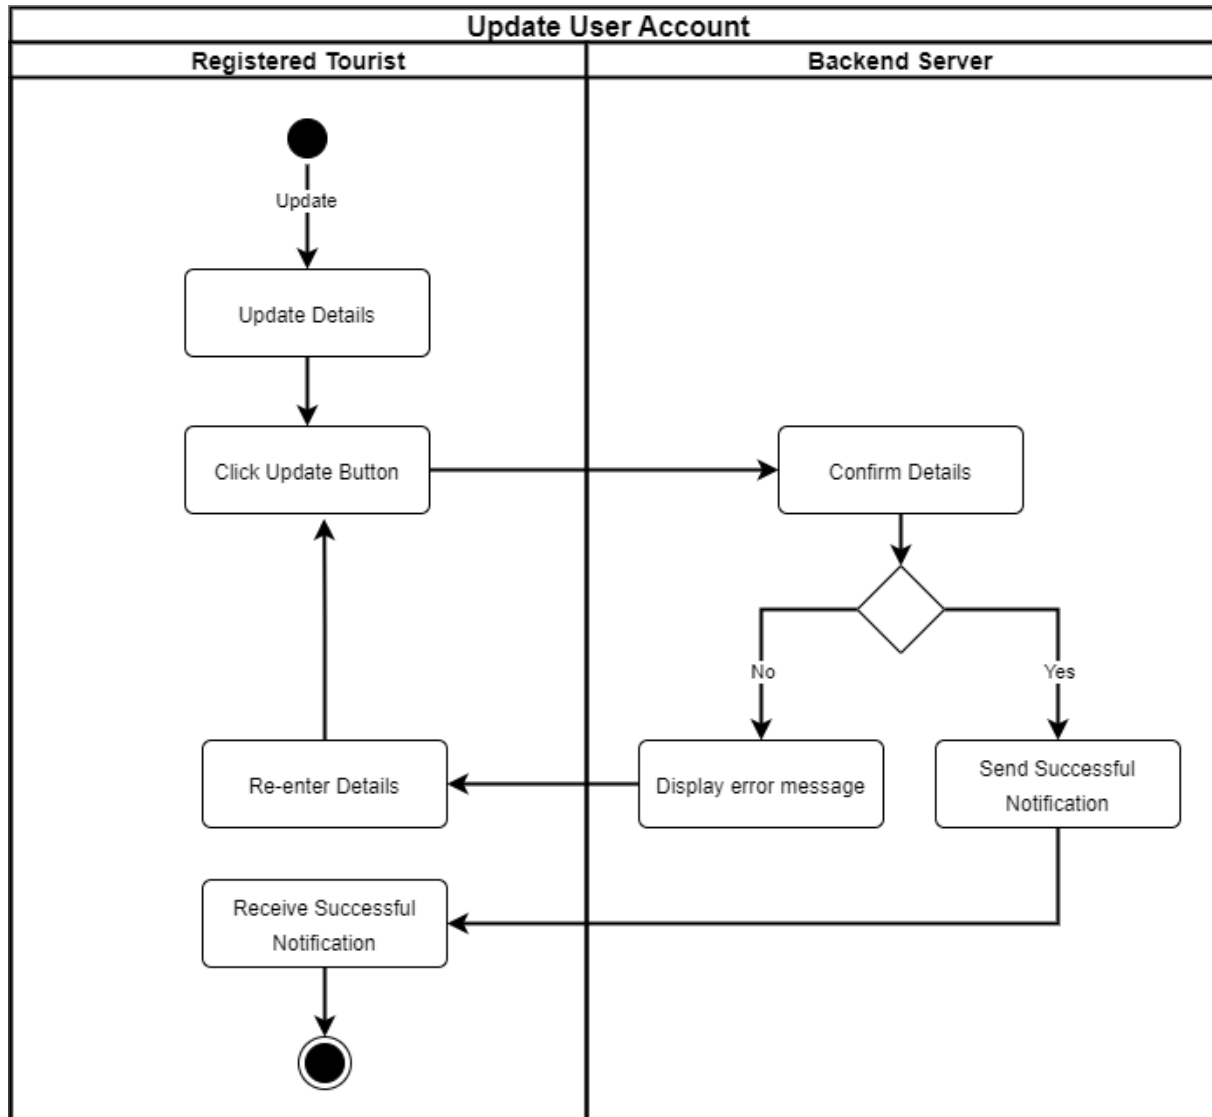 Update User Account
Registered Tourist
Backend Server
Update
Update Details
Click Update Button
Confirm Details
No
Yes
Re-enter Details
Display error message
Send Successful
Notification
Receive Successful
Notification